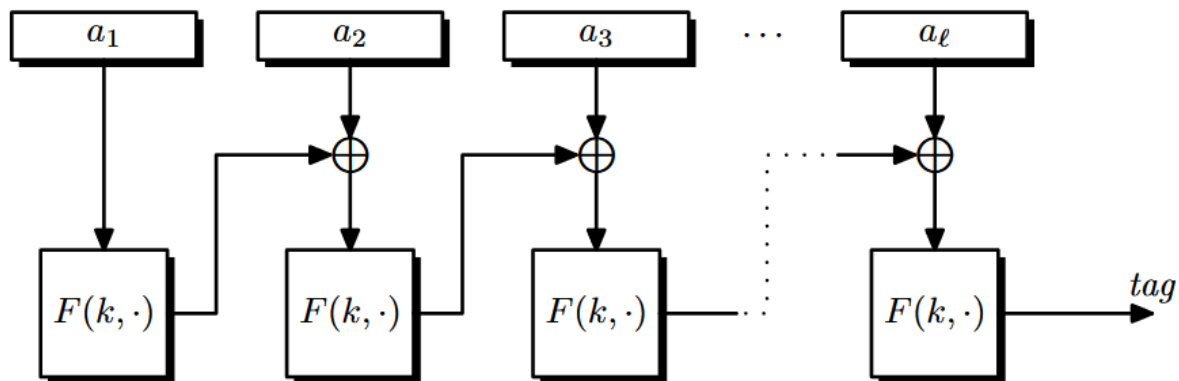 a₁ a₂ a₃ ⋯ a_ℓ
F(k, ·) F(k, ·) F(k, ·) F(k, ·) tag